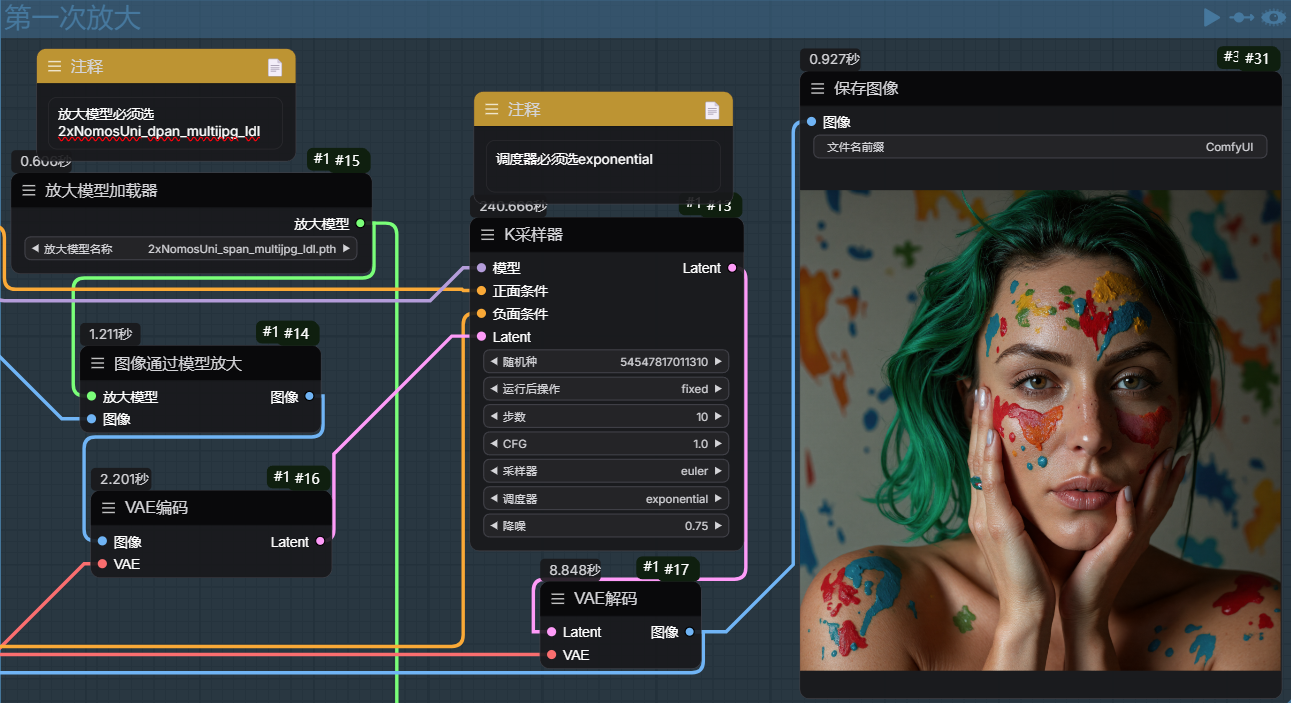 第一次放大
注释
放大模型必须选
2xNomosUni_dpan_multijpg_ldl
0.608秒
#1 #15
放大模型加载器
放大模型
放大模型名称 2xNomosUni_span_multijpg_ldl.pth
1.211秒
#1 #14
图像通过模型放大
放大模型 图像
图像
2.201秒
#1 #16
VAE编码
图像 Latent
VAE
注释
调度器必须选exponential
240.666秒
#1 #13
K采样器
模型 Latent
正面条件
负面条件
Latent
随机种 54547817011310
运行后操作 fixed
步数 10
CFG 1.0
采样器 euler
调度器 exponential
降噪 0.75
8.848秒
#1 #17
VAE解码
Latent 图像
VAE
0.927秒
#3 #31
保存图像
图像
文件名前缀 ComfyUI